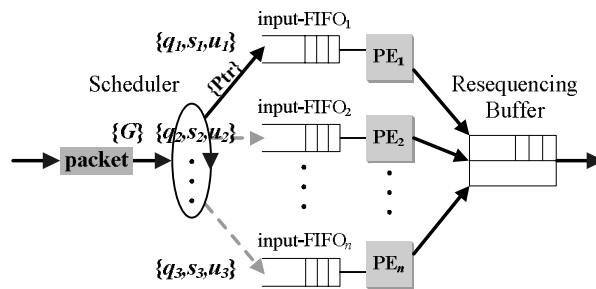 input-FIFO1
{q1,s1,u1}
{Ptr}
PE1
Scheduler
Resequencing
Buffer
input-FIFO2
{G} {q2,s2,u2}
packet
PE2
input-FIFOn
{q3,s3,u3}
PEn